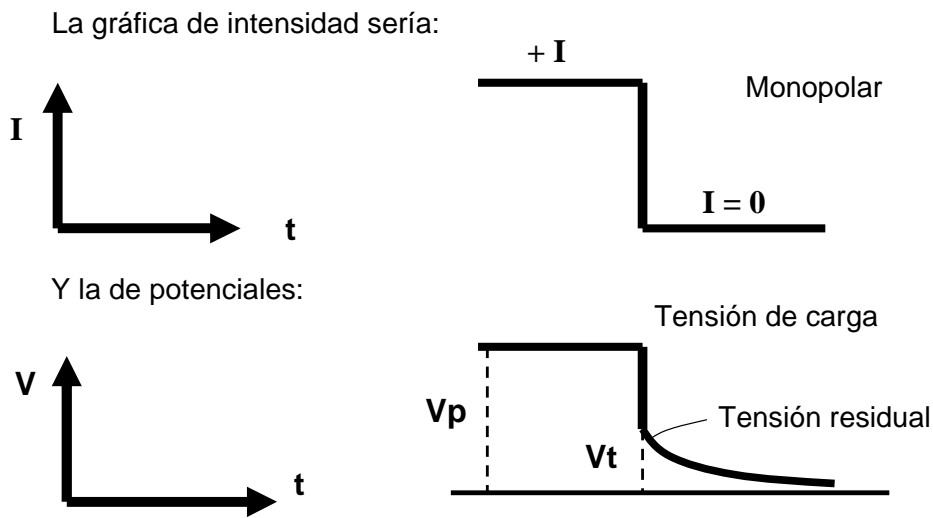 La gráfica de intensidad sería:
+ I
Monopolar
I
I = 0
t
Y la de potenciales:
Tensión de carga
V
Vp
Tensión residual
Vt
t